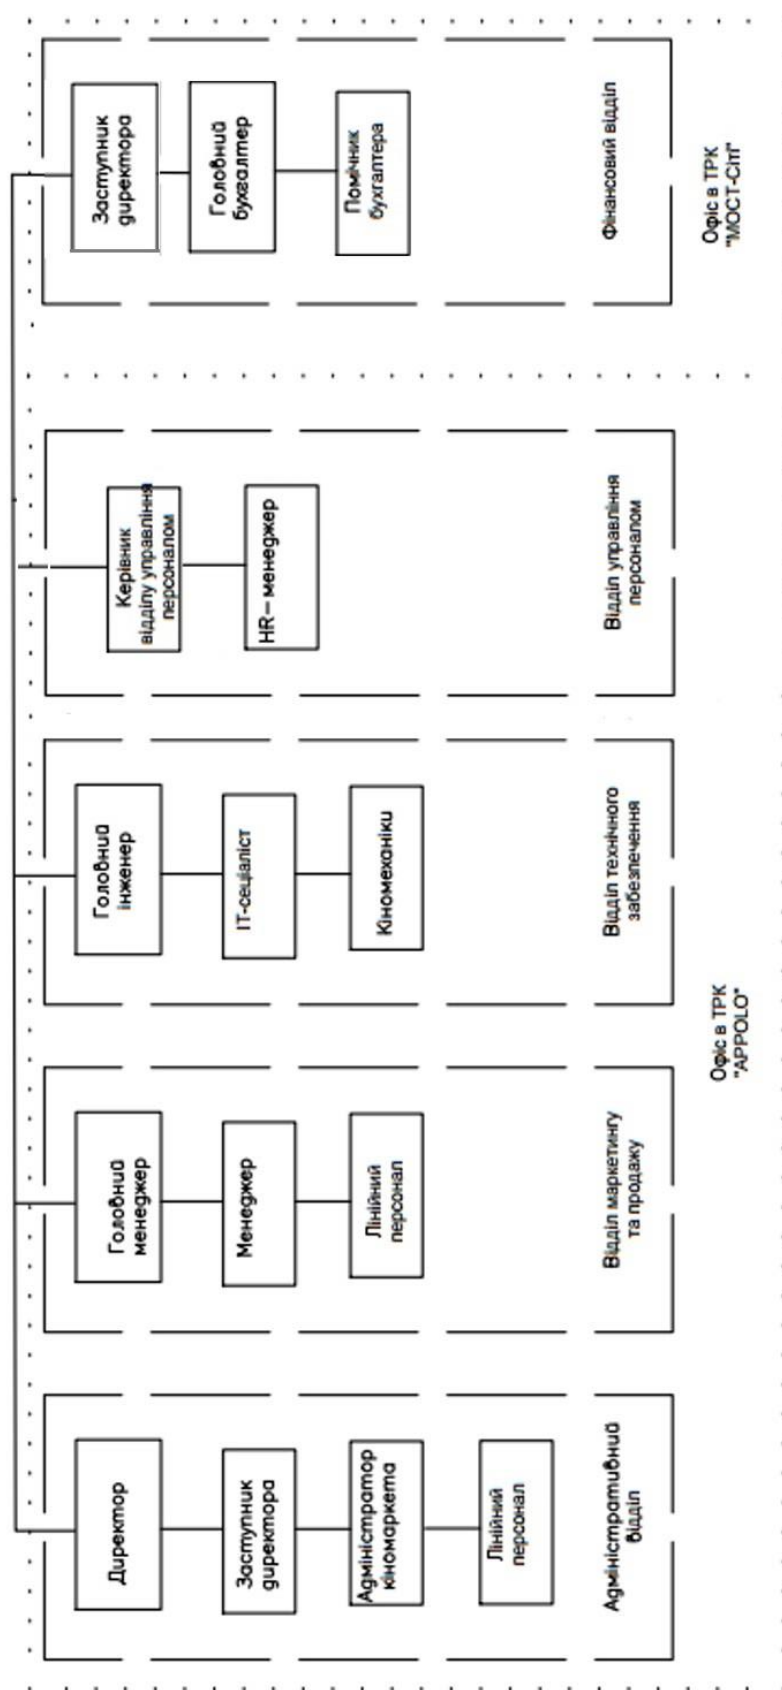 Директор
Заступник
директора
Адміністратор
кіномаркета
Лінійний
персонал
Адміністративний
відділ
Головний
менеджер
Менеджер
Лінійний
персонал
Відділ маркетингу
та продажу
Головний
інженер
ІТ-сеціаліст
Кіномеханіки
Відділ технічного
забезпечення
Керівник
відділу управління
персоналом
HR-менеджер
Відділ управління
персоналом
Офіс в ТРК
"APPOLO"
Заступник
директора
Головний
бухгалтер
Помічник
бухгалтера
Фінансовий відділ
Офіс в ТРК
"МОСТ-Сіті"